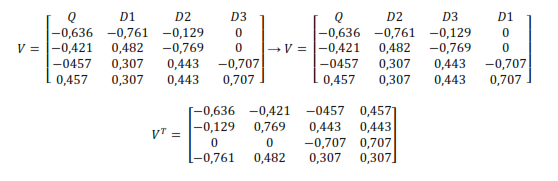 Q D1 D2 D3 Q D2 D3 D1
-0,636 -0,761 -0,129 0 -0,636 -0,761 -0,129 0
V = -0,421 0,482 -0,769 0 → V = -0,421 0,482 -0,769 0
-0457 0,307 0,443 -0,707 -0457 0,307 0,443 -0,707
0,457 0,307 0,443 0,707 0,457 0,307 0,443 0,707
-0,636 -0,421 -0457 0,457
V^T = -0,129 0,769 0,443 0,443
0 0 -0,707 0,707
-0,761 0,482 0,307 0,307